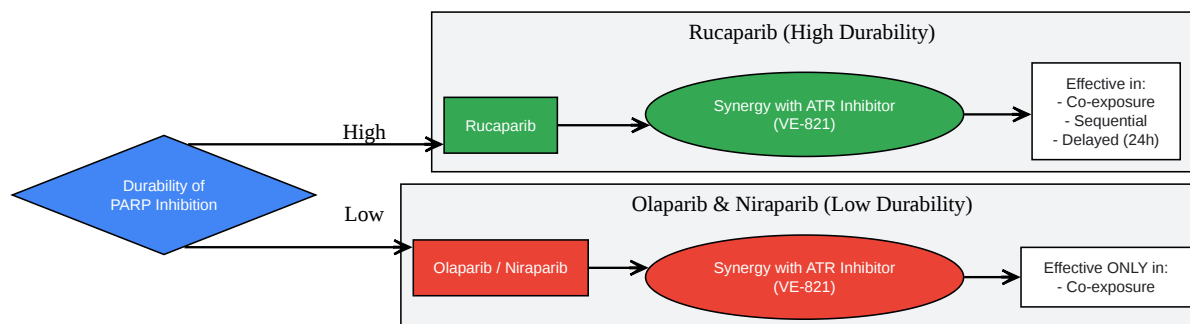 Rucaparib (High Durability)
Rucaparib
Synergy with ATR Inhibitor
(VE-821)
Effective in:
- Co-exposure
- Sequential
- Delayed (24h)
High
Durability of
PARP Inhibition
Low
Olaparib & Niraparib (Low Durability)
Olaparib / Niraparib
Synergy with ATR Inhibitor
(VE-821)
Effective ONLY in:
- Co-exposure